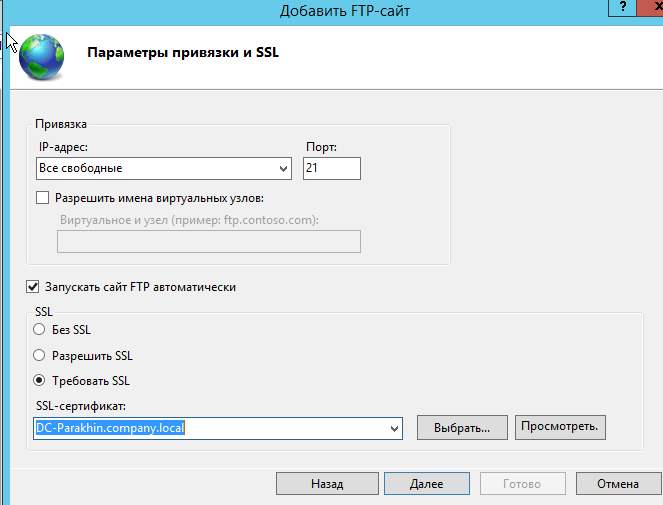 Добавить FTP-сайт
?
Параметры привязки и SSL
Привязка
IP-адрес:
Порт:
Все свободные
21
Разрешить имена виртуальных узлов:
Виртуальное и узел (пример: ftp.contoso.com):
Запускать сайт FTP автоматически
SSL
Без SSL
Разрешить SSL
Требовать SSL
SSL-сертификат:
DC-Parakhin.company.local
Выбрать...
Просмотреть.
Назад
Далее
Готово
Отмена